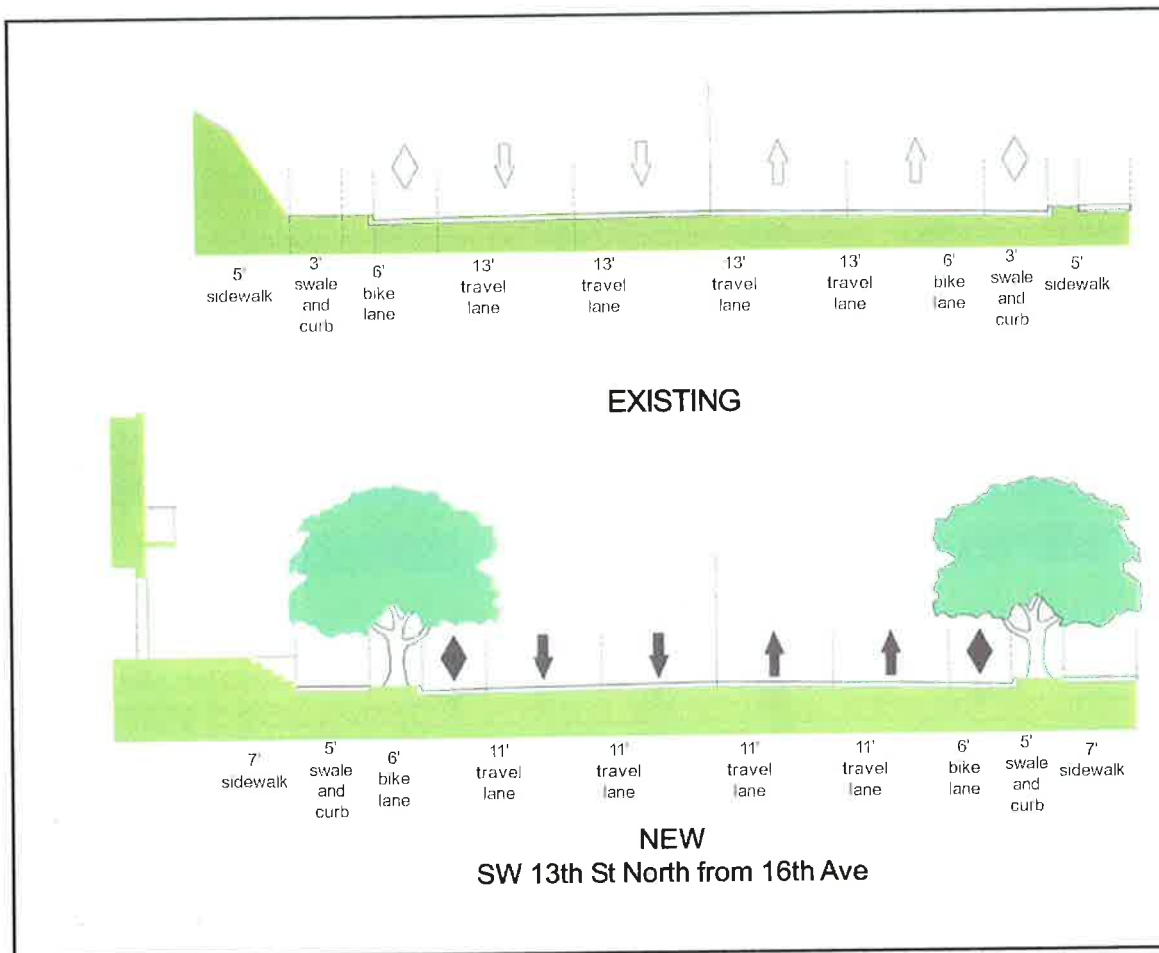 5' sidewalk
3' swale and curb
6' bike lane
13' travel lane
13' travel lane
13' travel lane
13' travel lane
6' bike lane
3' swale and curb
5' sidewalk
EXISTING
7' sidewalk
5' swale and curb
6' bike lane
11' travel lane
11' travel lane
11' travel lane
11' travel lane
6' bike lane
5' swale and curb
7' sidewalk
NEW
SW 13th St North from 16th Ave